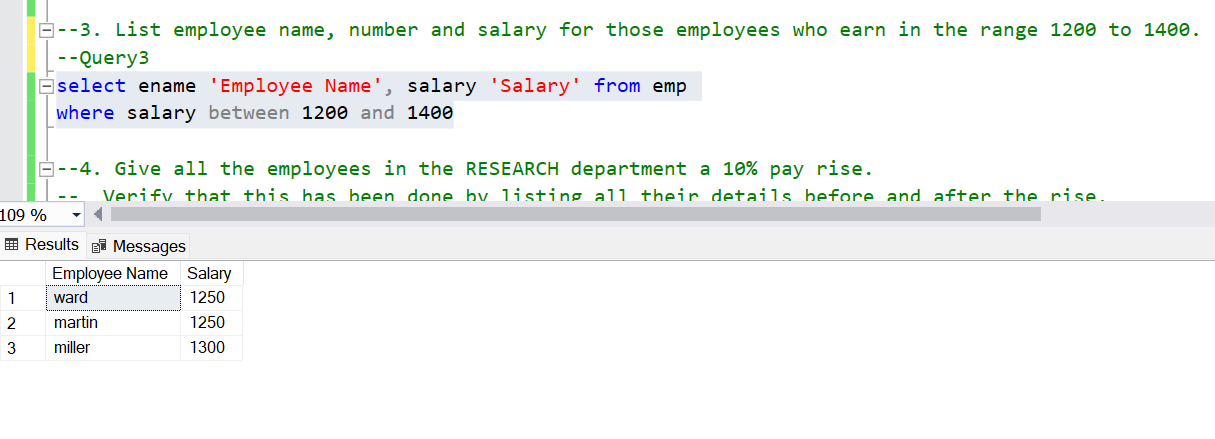 --3. List employee name, number and salary for those employees who earn in the range 1200 to 1400.
--Query3
select ename 'Employee Name', salary 'Salary' from emp
where salary between 1200 and 1400
--4. Give all the employees in the RESEARCH department a 10% pay rise.
-- Verify that this has been done by listing all their details before and after the rise.
109 %
Results Messages
Employee Name Salary
1 ward 1250
2 martin 1250
3 miller 1300